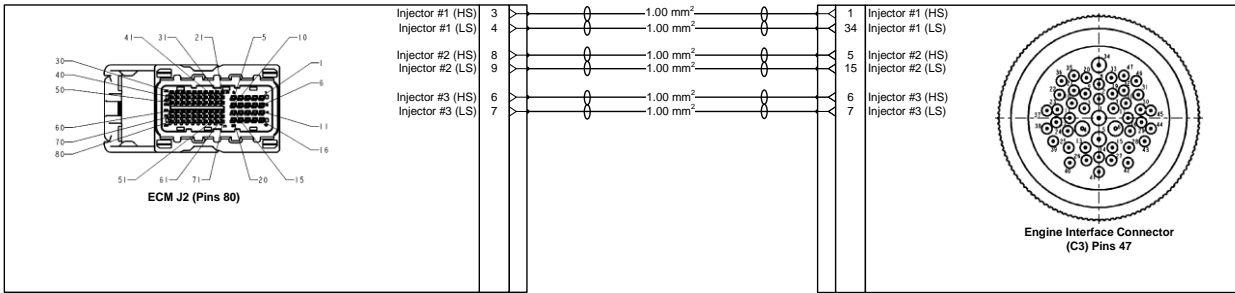 Injector #1 (HS) 3 1.00 mm² 1 Injector #1 (HS)
Injector #1 (LS) 4 1.00 mm² 34 Injector #1 (LS)
Injector #2 (HS) 8 1.00 mm² 5 Injector #2 (HS)
Injector #2 (LS) 9 1.00 mm² 15 Injector #2 (LS)
Injector #3 (HS) 6 1.00 mm² 6 Injector #3 (HS)
Injector #3 (LS) 7 1.00 mm² 7 Injector #3 (LS)
41 31 21 5 10
30 1
40 6
50
60 11
70 16
80
51 61 71 20 15
ECM J2 (Pins 80)
Engine Interface Connector
(C3) Pins 47